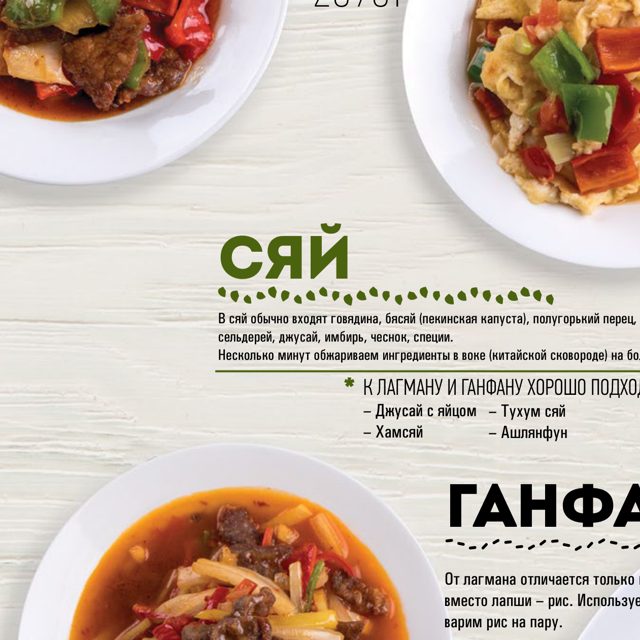 СЯЙ
В сяй обычно входят говядина, бясяй (пекинская капуста), полугорький перец,
сельдерей, джусай, имбирь, чеснок, специи.
Несколько минут обжариваем ингредиенты в воке (китайской сковороде) на бо
* К ЛАГМАНУ И ГАНФАНУ ХОРОШО ПОДХО
– Джусай с яйцом – Тухум сяй
– Хамсяй – Ашлянфун
ГАНФА
От лагмана отличается только
вместо лапши – рис. Используе
варим рис на пару.